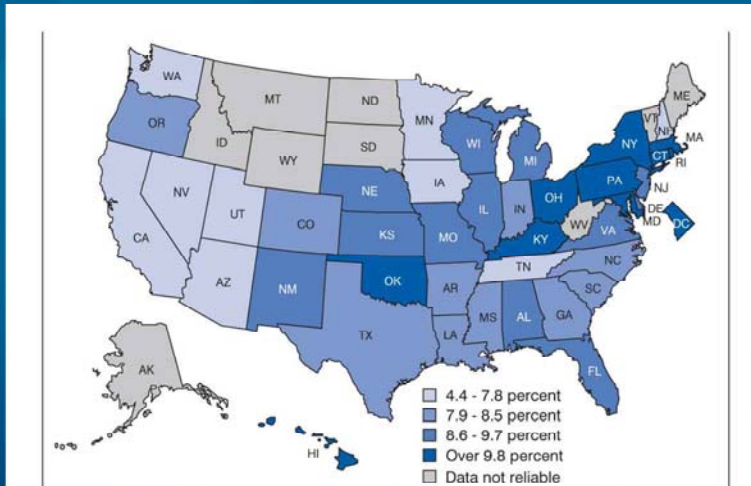 WA
MT
ND
MN
ME
VT
NH
OR
ID
SD
WI
MI
NY
MA
WY
CT
RI
IA
NE
PA
NJ
NV
UT
CO
IL
IN
OH
DE
MD
DC
CA
KS
MO
WV
VA
KY
AZ
NM
OK
AR
TN
NC
SC
MS
AL
GA
TX
LA
FL
AK
HI
4.4 - 7.8 percent
7.9 - 8.5 percent
8.6 - 9.7 percent
Over 9.8 percent
Data not reliable